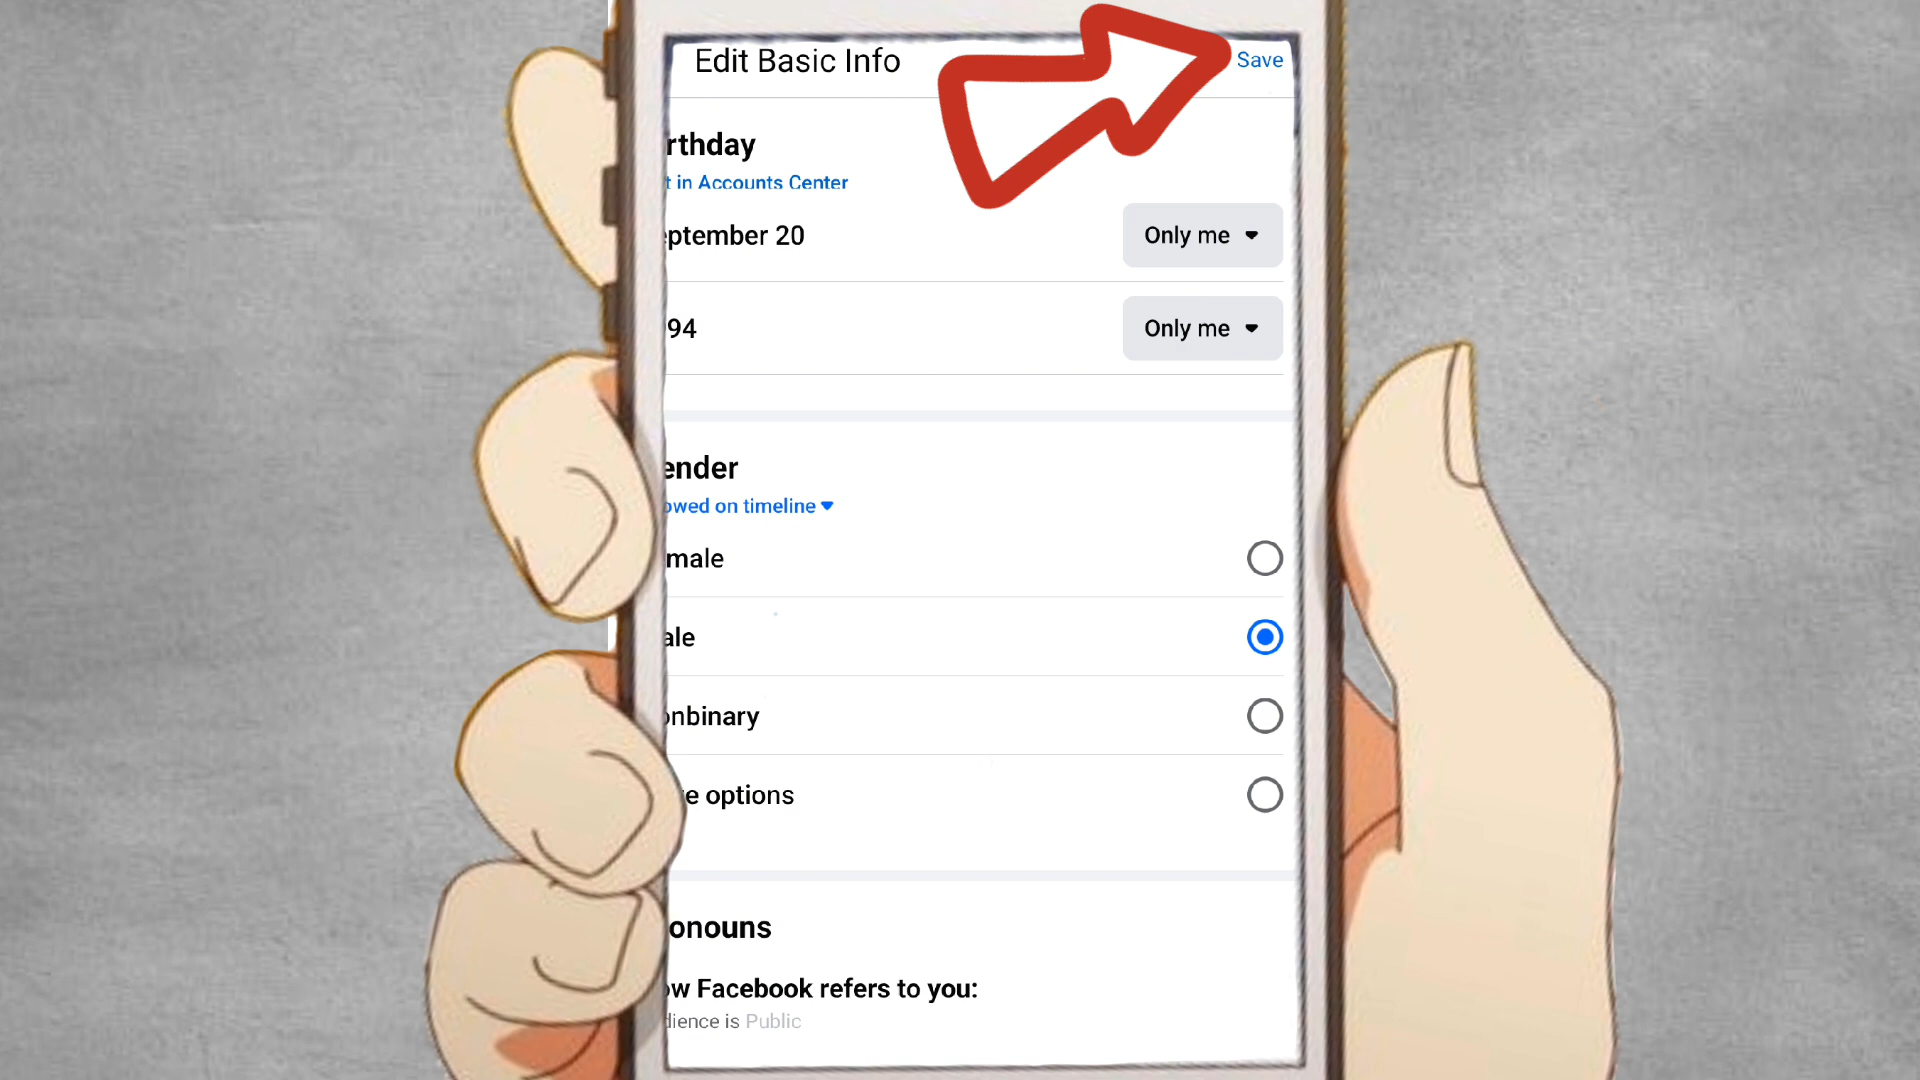 Edit Basic Info
Save
rthday
t in Accounts Center
ptember 20
Only me
94
Only me
ender
owed on timeline
male
ale
onbinary
e options
onouns
ow Facebook refers to you:
dience is Public